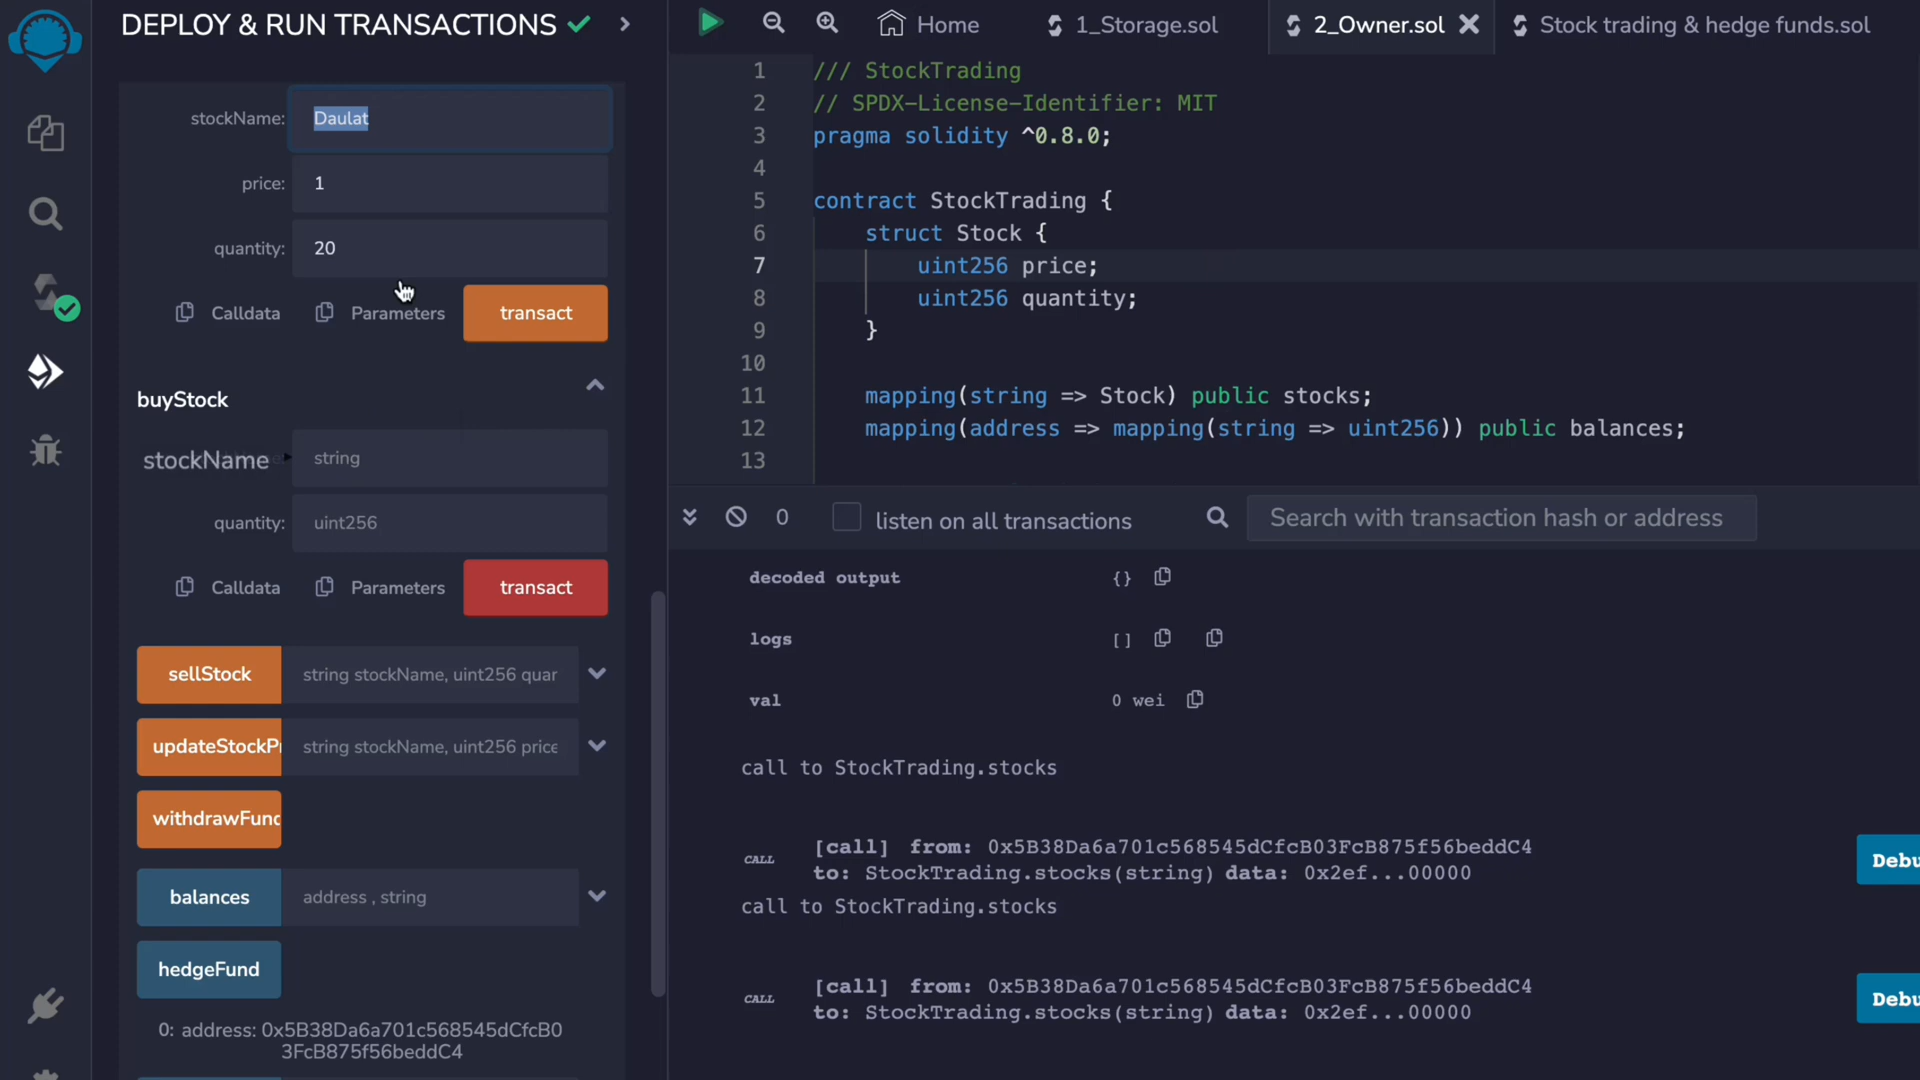 DEPLOY & RUN TRANSACTIONS
stockName: Daulat
price: 1
quantity: 20
Calldata Parameters transact
buyStock
stockName string
quantity: uint256
Calldata Parameters transact
sellStock string stockName, uint256 quar
updateStockPr string stockName, uint256 price
withdrawFund
balances address , string
hedgeFund
0: address: 0x5B38Da6a701c568545dCfcB0
3FcB875f56beddC4
Home 1_Storage.sol 2_Owner.sol Stock trading & hedge funds.sol
1 /// StockTrading
2 // SPDX-License-Identifier: MIT
3 pragma solidity ^0.8.0;
4
5 contract StockTrading {
6 struct Stock {
7 uint256 price;
8 uint256 quantity;
9 }
10
11 mapping(string => Stock) public stocks;
12 mapping(address => mapping(string => uint256)) public balances;
13
0 listen on all transactions Search with transaction hash or address
decoded output {}
logs []
val 0 wei
call to StockTrading.stocks
CALL [call] from: 0x5B38Da6a701c568545dCfcB03FcB875f56beddC4
to: StockTrading.stocks(string) data: 0x2ef...00000
Debu
call to StockTrading.stocks
CALL [call] from: 0x5B38Da6a701c568545dCfcB03FcB875f56beddC4
to: StockTrading.stocks(string) data: 0x2ef...00000
Debu